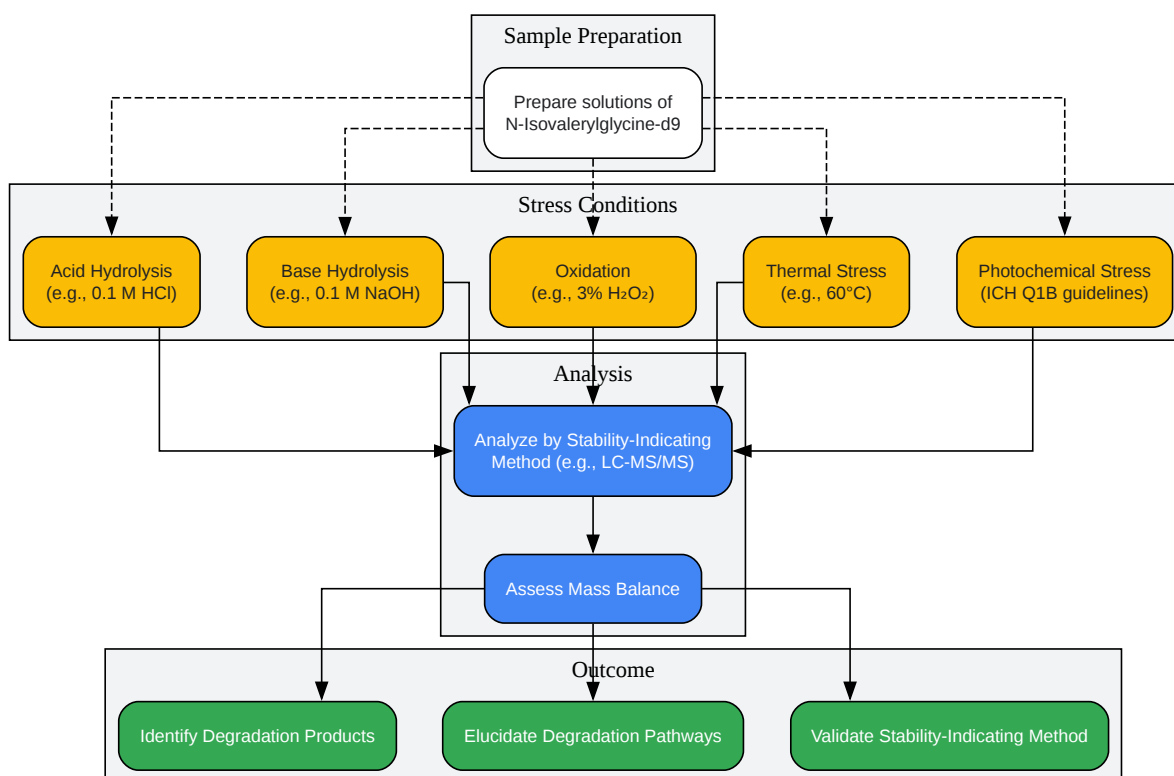 Sample Preparation
Prepare solutions of
N-Isovalerylglycine-d9
Stress Conditions
Acid Hydrolysis
(e.g., 0.1 M HCl)
Base Hydrolysis
(e.g., 0.1 M NaOH)
Oxidation
(e.g., 3% H₂O₂)
Thermal Stress
(e.g., 60°C)
Photochemical Stress
(ICH Q1B guidelines)
Analysis
Analyze by Stability-Indicating
Method (e.g., LC-MS/MS)
Assess Mass Balance
Outcome
Identify Degradation Products
Elucidate Degradation Pathways
Validate Stability-Indicating Method